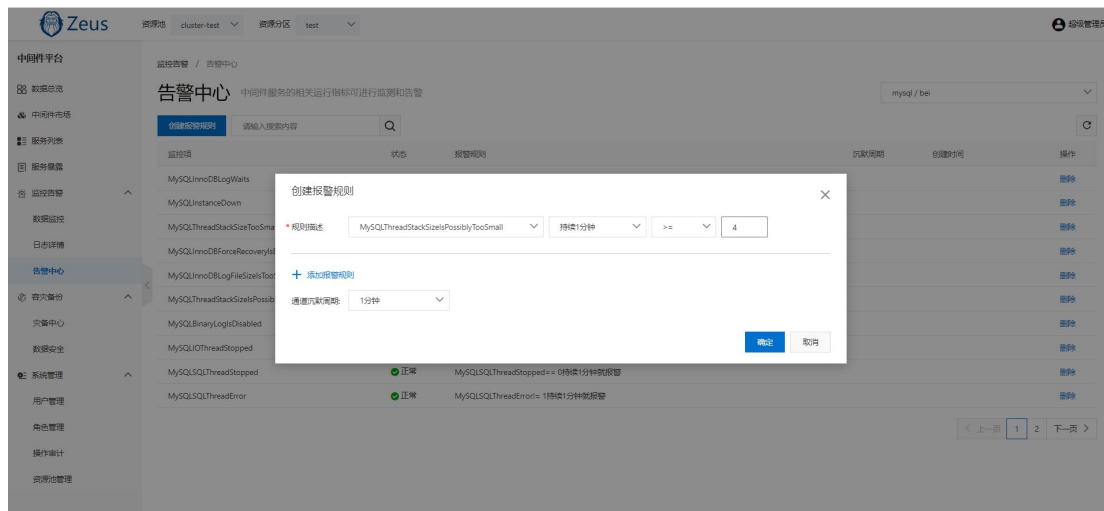 Zeus
资源池 cluster-test 资源分区 test
超级管理员
中间件平台
数据总览
中间件市场
服务列表
服务暴露
监控告警
数据监控
日志详情
告警中心
容灾备份
灾备中心
数据安全
系统管理
用户管理
角色管理
操作审计
资源池管理
监控告警 / 告警中心
告警中心 中间件服务的相关运行指标可进行监测和告警
mysql / bei
创建报警规则 请输入搜索内容
监控项 状态 报警规则 沉默周期 创建时间 操作
MySQLInnoDBLogWaits 删除
MySQLInstanceDown 删除
MySQLThreadStackSizeTooSma 删除
MySQLInnoDBForceRecoveryIsE 删除
MySQLInnoDBLogFileSizeIsTooS 删除
MySQLThreadStackSizeIsPossib 删除
MySQLBinaryLogIsDisabled 删除
MySQLIOThreadStopped 删除
MySQLSQLThreadStopped 正常 MySQLSQLThreadStopped== 0持续1分钟就报警 删除
MySQLSQLThreadError 正常 MySQLSQLThreadError!= 1持续1分钟就报警 删除
上一页 1 2 下一页
创建报警规则
* 规则描述 MySQLThreadStackSizeIsPossiblyTooSmall 持续1分钟 >= 4
添加报警规则
通道沉默周期: 1分钟
确定 取消